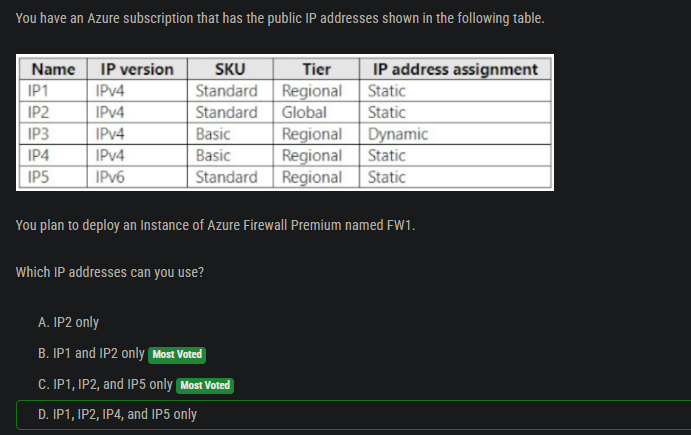 You have an Azure subscription that has the public IP addresses shown in the following table.
Name IP version SKU Tier IP address assignment
IP1 IPv4 Standard Regional Static
IP2 IPv4 Standard Global Static
IP3 IPv4 Basic Regional Dynamic
IP4 IPv4 Basic Regional Static
IP5 IPv6 Standard Regional Static
You plan to deploy an Instance of Azure Firewall Premium named FW1.
Which IP addresses can you use?
A. IP2 only
B. IP1 and IP2 only Most Voted
C. IP1, IP2, and IP5 only Most Voted
D. IP1, IP2, IP4, and IP5 only